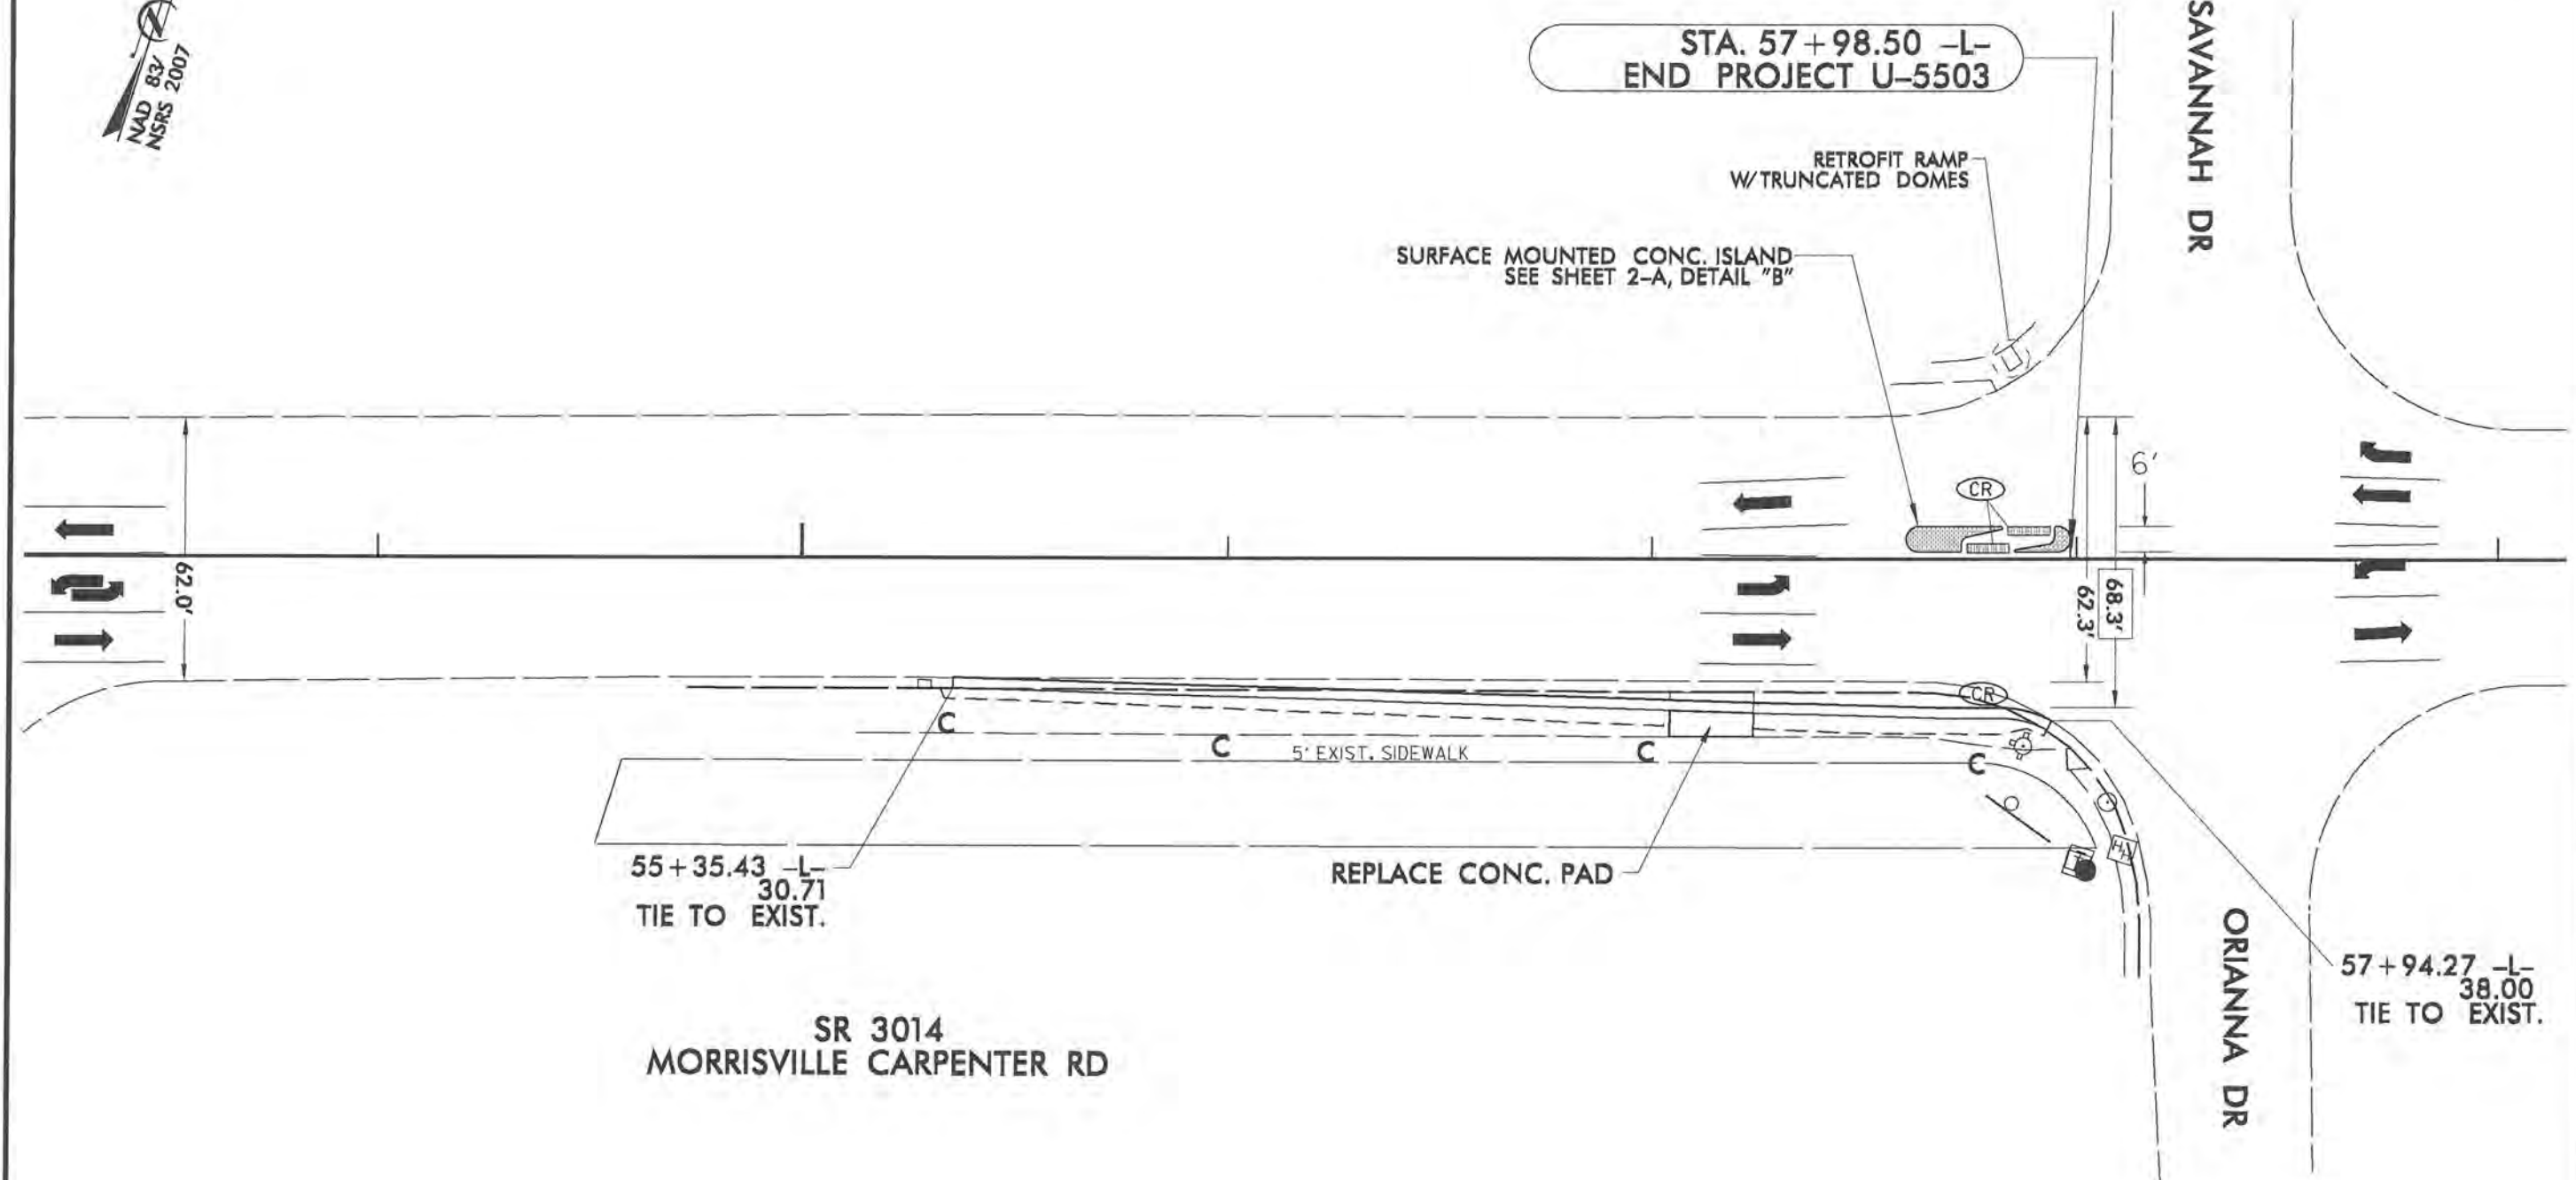 NAD 83/
NSRS 2007
STA. 57+98.50 -L-
END PROJECT U-5503
SAVANNAH DR
RETROFIT RAMP
W/TRUNCATED DOMES
SURFACE MOUNTED CONC. ISLAND
SEE SHEET 2-A, DETAIL "B"
6'
CR
62.0'
62.3'
68.3'
CR
C
C
5' EXIST. SIDEWALK
C
C
HH
T
55+35.43 -L-
30.71
TIE TO EXIST.
REPLACE CONC. PAD
ORIANNA DR
57+94.27 -L-
38.00
TIE TO EXIST.
SR 3014
MORRISVILLE CARPENTER RD